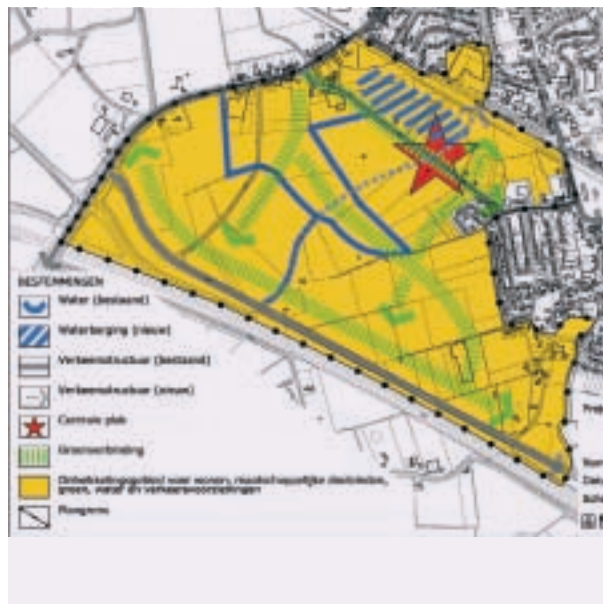 BESTEMMINGEN
Water (bestaand)
Waterberging (nieuw)
Verkeersstructuur (bestaand)
Verkeersstructuur (nieuw)
Centrale plek
Groenverbinding
Ontwikkelingsgebied voor wonen, maatschappelijke doeleinden,
groen, water en verkeersvoorzieningen
Plangrens